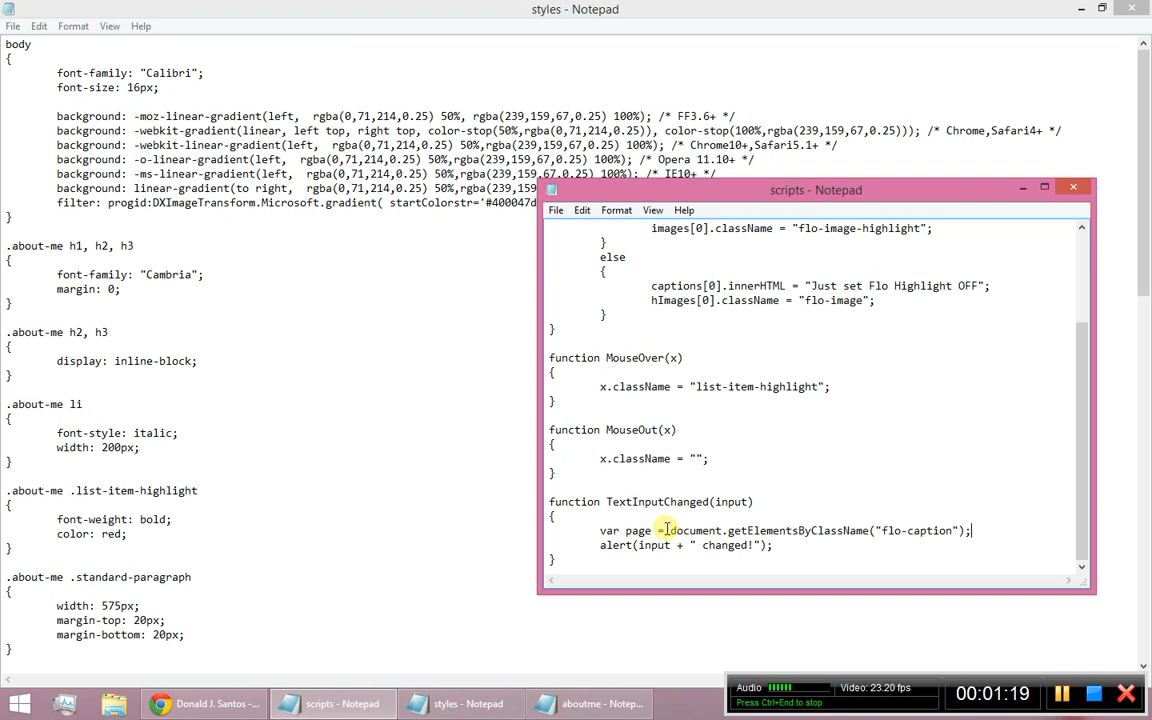 styles - Notepad
File Edit Format View Help
body
{
font-family: "Calibri";
font-size: 16px;
background: -moz-linear-gradient(left, rgba(0,71,214,0.25) 50%, rgba(239,159,67,0.25) 100%); /* FF3.6+ */
background: -webkit-gradient(linear, left top, right top, color-stop(50%,rgba(0,71,214,0.25)), color-stop(100%,rgba(239,159,67,0.25))); /* Chrome,Safari4+ */
background: -webkit-linear-gradient(left, rgba(0,71,214,0.25) 50%,rgba(239,159,67,0.25) 100%); /* Chrome10+,Safari5.1+ */
background: -o-linear-gradient(left, rgba(0,71,214,0.25) 50%,rgba(239,159,67,0.25) 100%); /* Opera 11.10+ */
background: -ms-linear-gradient(left, rgba(0,71,214,0.25) 50%,rgba(239,159,67,0.25) 100%); /* IE10+ */
background: linear-gradient(to right, rgba(0,71,214,0.25) 50%,rgba(239,159
filter: progid:DXImageTransform.Microsoft.gradient( startColorstr='#400047d
}
.about-me h1, h2, h3
{
font-family: "Cambria";
margin: 0;
}
.about-me h2, h3
{
display: inline-block;
}
.about-me li
{
font-style: italic;
width: 200px;
}
.about-me .list-item-highlight
{
font-weight: bold;
color: red;
}
.about-me .standard-paragraph
{
width: 575px;
margin-top: 20px;
margin-bottom: 20px;
}
scripts - Notepad
File Edit Format View Help
images[0].className = "flo-image-highlight";
}
else
{
captions[0].innerHTML = "Just set Flo Highlight OFF";
hImages[0].className = "flo-image";
}
}
function MouseOver(x)
{
x.className = "list-item-highlight";
}
function MouseOut(x)
{
x.className = "";
}
function TextInputChanged(input)
{
var page = document.getElementsByClassName("flo-caption");
alert(input + " changed!");
}
Donald J. Santos -...
scripts - Notepad
styles - Notepad
aboutme - Notep...
Audio
Video: 23.20 fps
Press Ctrl+End to stop
00:01:19